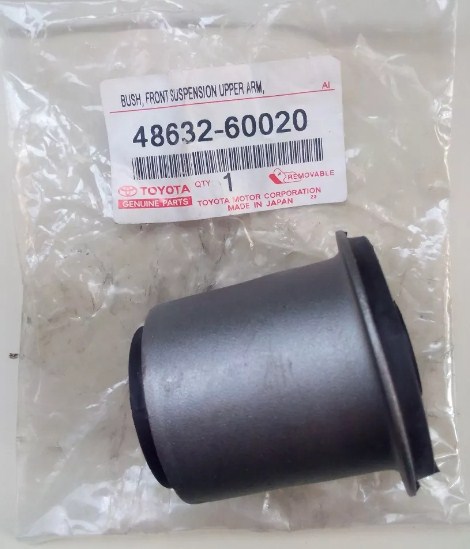 BUSH, FRONT SUSPENSION UPPER ARM, AI
48632-60020
TOYOTA QTY 1 REMOVABLE
GENUINE PARTS TOYOTA MOTOR CORPORATION
MADE IN JAPAN 22